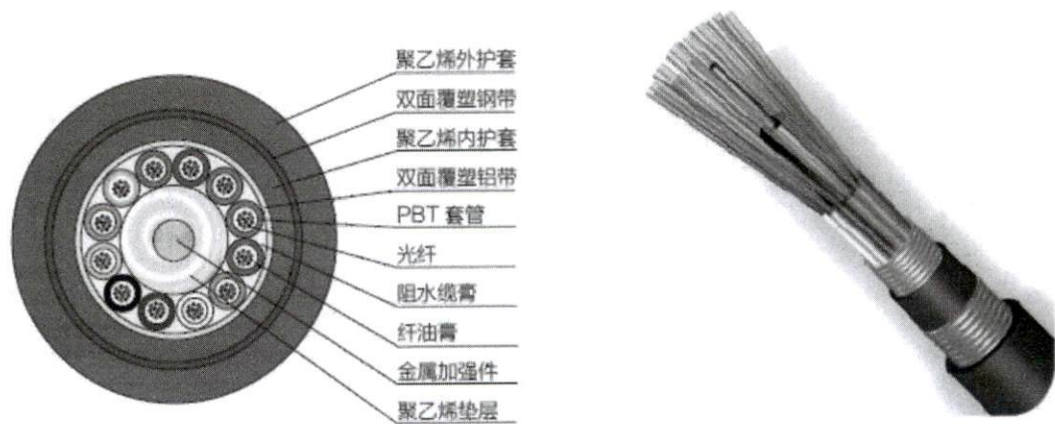 聚乙烯外护套
双面覆塑钢带
聚乙烯内护套
双面覆塑铝带
PBT 套管
光纤
阻水缆膏
纤油膏
金属加强件
聚乙烯垫层